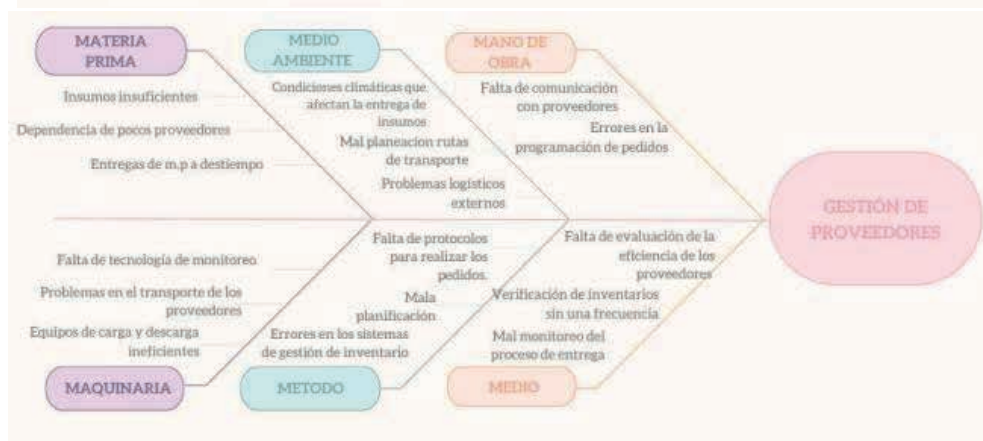 MATERIA
PRIMA
Insumos insuficientes
Dependencia de pocos proveedores
Entregas de m.p a destiempo
MEDIO
AMBIENTE
Condiciones climáticas que
afectan la entrega de
insumos
Mal planeacion rutas
de transporte
Problemas logísticos
externos
MANO DE
OBRA
Falta de comunicación
con proveedores
Errores en la
programación de pedidos
GESTIÓN DE
PROVEEDORES
Falta de tecnología de monitoreo
Problemas en el transporte de los
proveedores
Equipos de carga y descarga
ineficientes
MAQUINARIA
Falta de protocolos
para realizar los
pedidos.
Mala
planificación
Errores en los sistemas
de gestión de inventario
METODO
Falta de evaluación de la
eficiencia de los
proveedores
Verificación de inventarios
sin una frecuencia
Mal monitoreo del
proceso de entrega
MEDIO